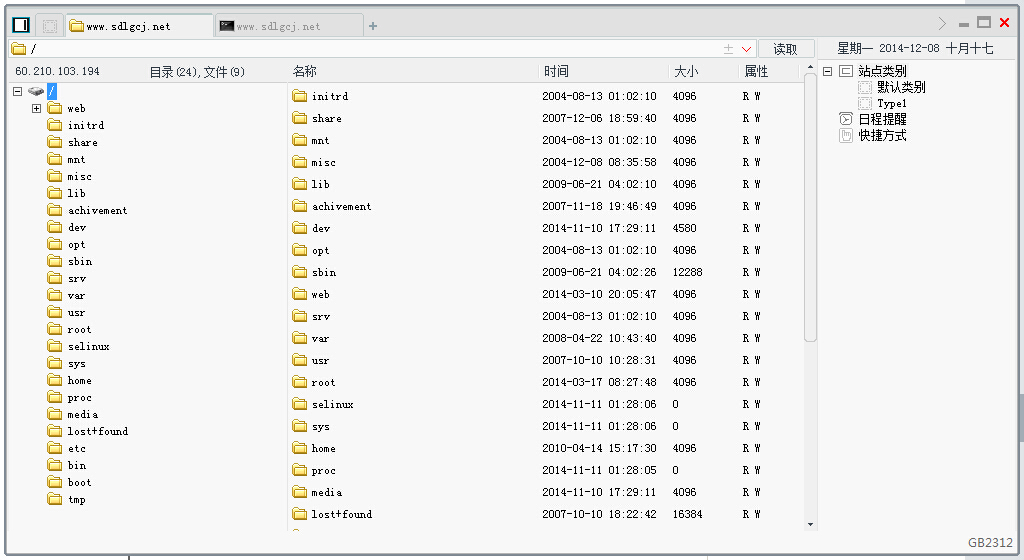 www.sdlgcj.net
www.sdlgcj.net
+
/
读取
星期一 2014-12-08 十月十七
60.210.103.194 目录(24),文件(9)
/
web
initrd
share
mnt
misc
lib
achivement
dev
opt
sbin
srv
var
usr
root
selinux
sys
home
proc
media
lost+found
etc
bin
boot
tmp
名称 时间 大小 属性
initrd 2004-08-13 01:02:10 4096 R W
share 2007-12-06 18:59:40 4096 R W
mnt 2004-08-13 01:02:10 4096 R W
misc 2004-12-08 08:35:58 4096 R W
lib 2009-06-21 04:02:10 4096 R W
achivement 2007-11-18 19:46:49 4096 R W
dev 2014-11-10 17:29:11 4580 R W
opt 2004-08-13 01:02:10 4096 R W
sbin 2009-06-21 04:02:26 12288 R W
web 2014-03-10 20:05:47 4096 R W
srv 2004-08-13 01:02:10 4096 R W
var 2008-04-22 10:43:40 4096 R W
usr 2007-10-10 10:28:31 4096 R W
root 2014-03-17 08:27:48 4096 R W
selinux 2014-11-11 01:28:06 0 R W
sys 2014-11-11 01:28:06 0 R W
home 2010-04-14 15:17:30 4096 R W
proc 2014-11-11 01:28:05 0 R W
media 2014-11-10 17:29:11 4096 R W
lost+found 2007-10-10 18:22:42 16384 R W
站点类别
默认类别
Type1
日程提醒
快捷方式
GB2312